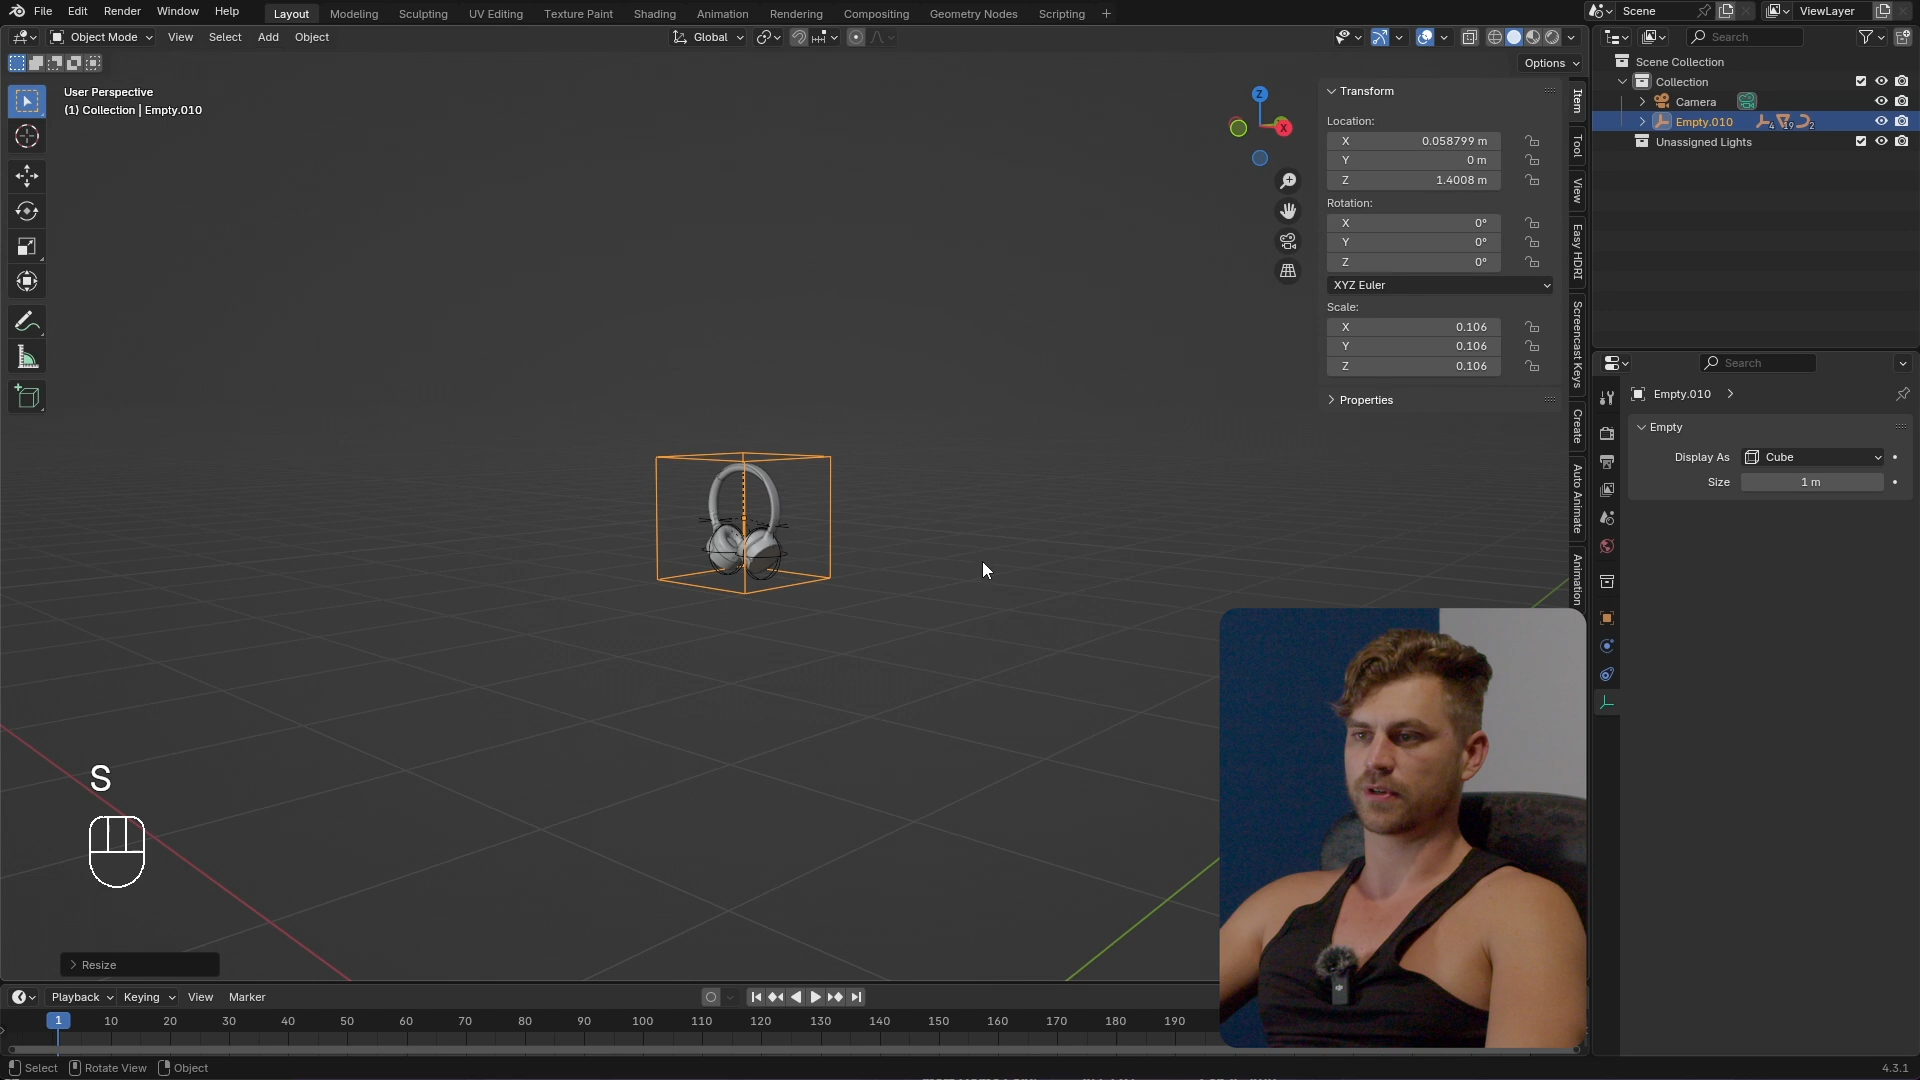 File Edit Render Window Help Layout Modeling Sculpting UV Editing Texture Paint Shading Animation Rendering Compositing Geometry Nodes Scripting + Scene ViewLayer
Object Mode View Select Add Object Global Search
Options
User Perspective
(1) Collection | Empty.010
Z
X
Transform
Location:
X 0.058799 m
Y 0 m
Z 1.4008 m
Rotation:
X 0°
Y 0°
Z 0°
XYZ Euler
Scale:
X 0.106
Y 0.106
Z 0.106
Properties
Item
Tool
View
Easy HDRI
Screencast Keys
Create
Auto Animate
Animation
Scene Collection
Collection
Camera
Empty.010 4 19 2
Unassigned Lights
Search
Empty.010
Empty
Display As Cube
Size 1 m
S
Resize
Playback Keying View Marker
1 10 20 30 40 50 60 70 80 90 100 110 120 130 140 150 160 170 180 190
Select Rotate View Object 4.3.1